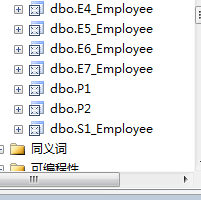 dbo.E4_Employee
dbo.E5_Employee
dbo.E6_Employee
dbo.E7_Employee
dbo.P1
dbo.P2
dbo.S1_Employee
同义词
可编程性